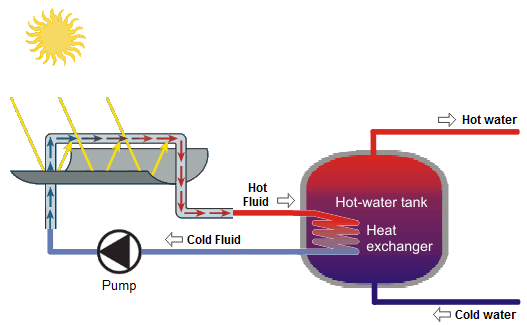 Hot water
Hot
Fluid
Hot-water tank
Heat
exchanger
Cold Fluid
Pump
Cold water